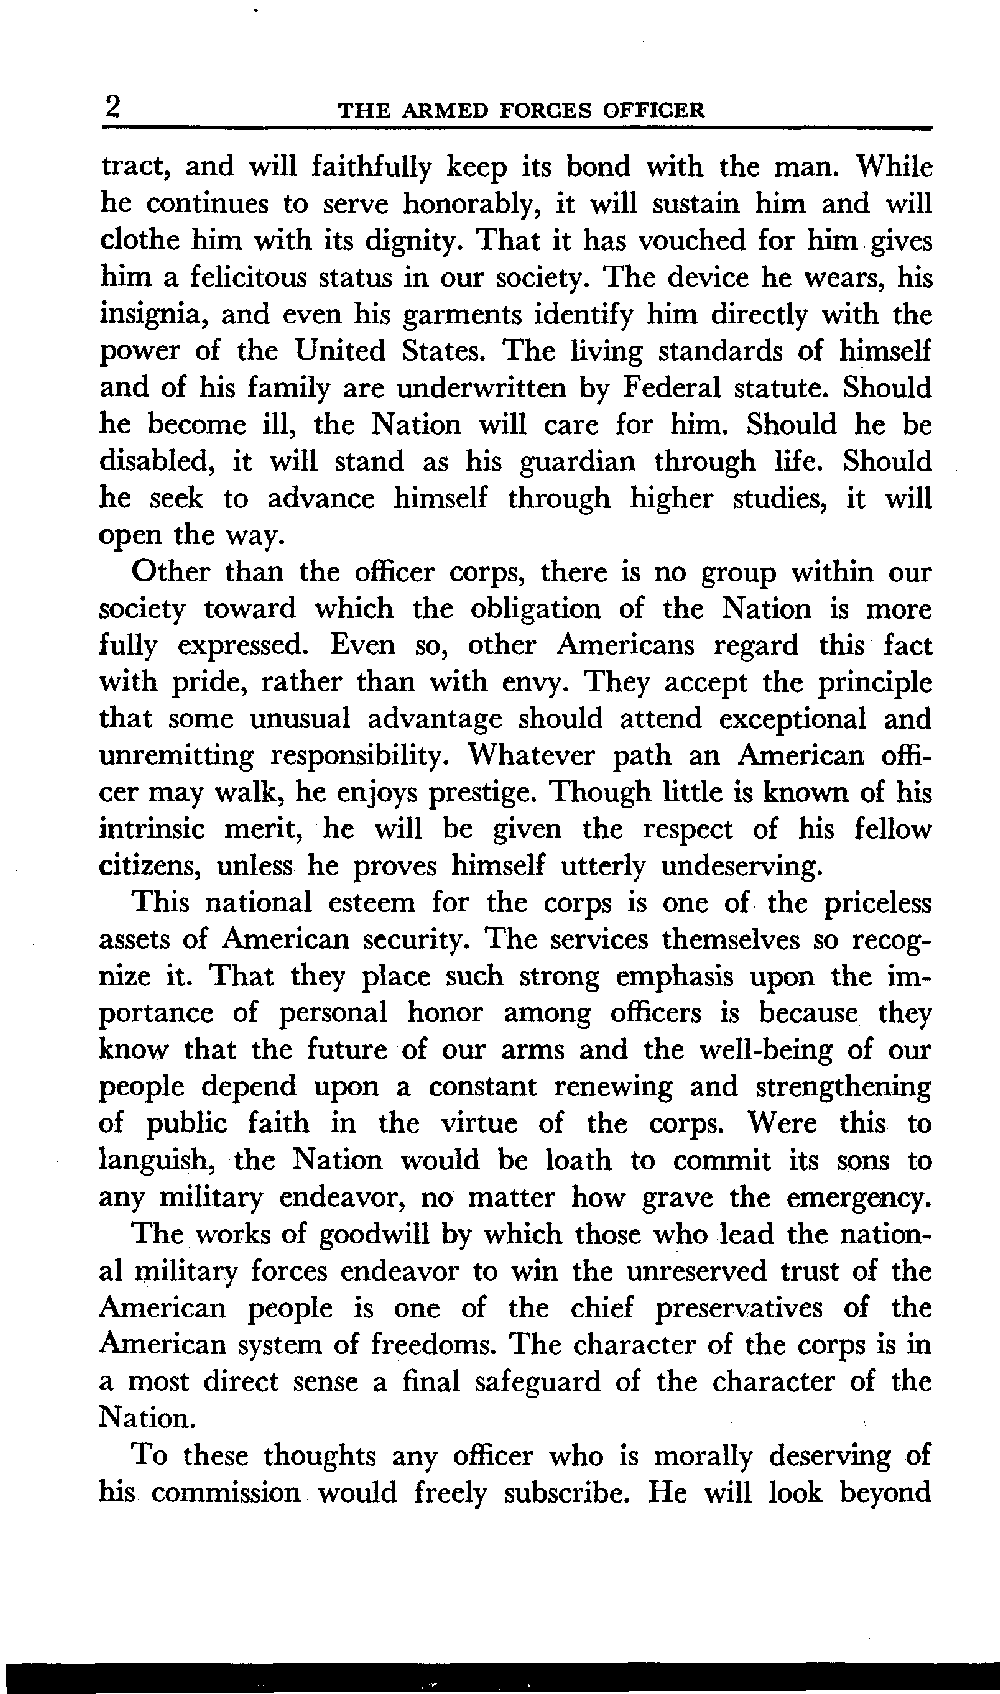 2 THE ARMED FORCES OFFICER
tract, and will faithfully keep its bond with the man. While
he continues to serve honorably, it will sustain him and will
clothe him with its dignity. That it has vouched for him gives
him a felicitous status in our society. The device he wears, his
insignia, and even his garments identify him directly with the
power of the United States. The living standards of himself
and of his family are underwritten by Federal statute. Should
he become ill, the Nation will care for him. Should he be
disabled, it will stand as his guardian through life. Should
he seek to advance himself through higher studies, it will
open the way.
Other than the officer corps, there is no group within our
society toward which the obligation of the Nation is more
fully expressed. Even so, other Americans regard this fact
with pride, rather than with envy. They accept the principle
that some unusual advantage should attend exceptional and
unremitting responsibility. Whatever path an American offi-
cer may walk, he enjoys prestige. Though little is known of his
intrinsic merit, he will be given the respect of his fellow
citizens, unless he proves himself utterly undeserving.
This national esteem for the corps is one of the priceless
assets of American security. The services themselves so recog-
nize it. That they place such strong emphasis upon the im-
portance of personal honor among officers is because they
know that the future of our arms and the well-being of our
people depend upon a constant renewing and strengthening
of public faith in the virtue of the corps. Were this to
languish, the Nation would be loath to commit its sons to
any military endeavor, no matter how grave the emergency.
The works of goodwill by which those who lead the nation-
al military forces endeavor to win the unreserved trust of the
American people is one of the chief preservatives of the
American system of freedoms. The character of the corps is in
a most direct sense a final safeguard of the character of the
Nation.
To these thoughts any officer who is morally deserving of
his commission would freely subscribe. He will look beyond